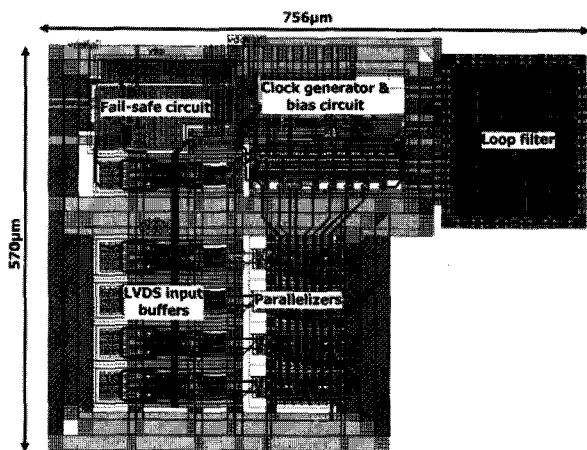 756µm
Fail-safe circuit
Clock generator &
bias circuit
Loop filter
570µm
LVDS input
buffers
Parallelizers